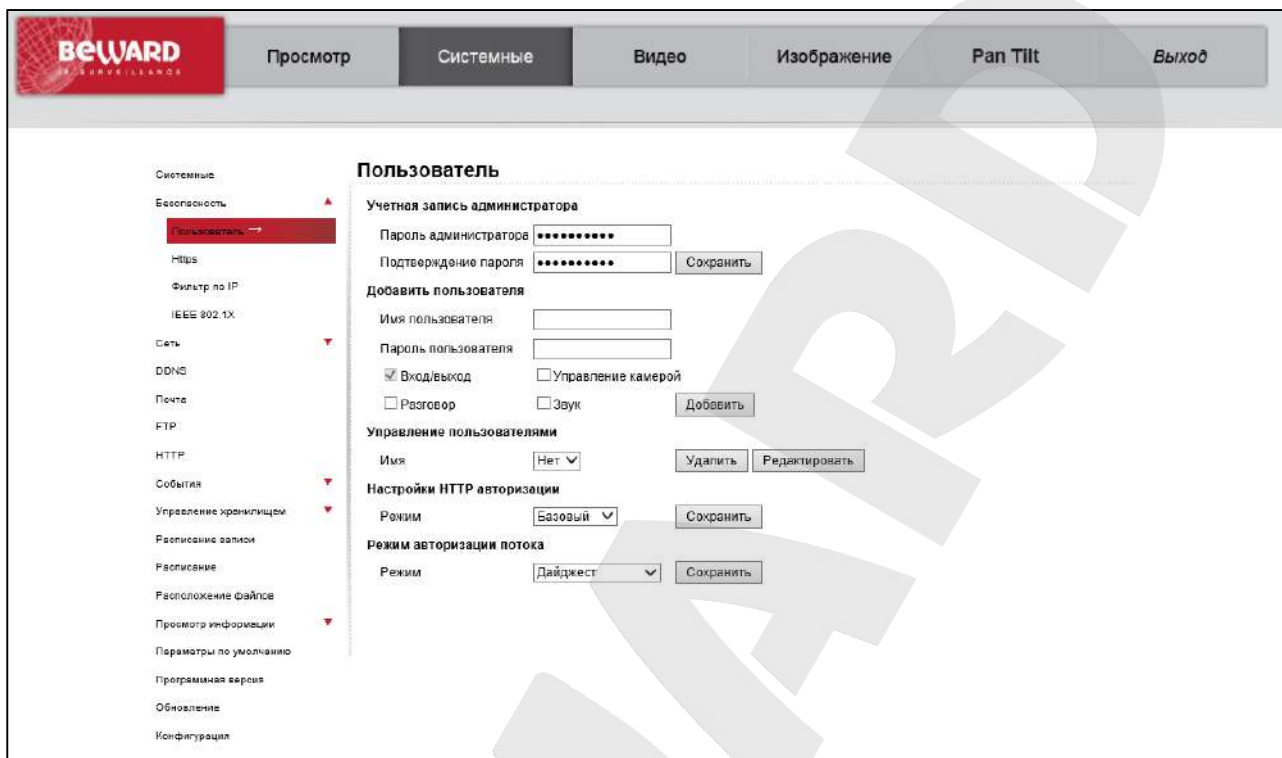 BEWARD
IP SURVEILLANCE
Просмотр
Системные
Видео
Изображение
Pan Tilt
Выход
Системные
Безопасность
Пользователь →
Https
Фильтр по IP
IEEE 802.1X
Сеть
DDNS
Почта
FTP
HTTP
События
Управление хранилищем
Расписание записи
Расписание
Расположение файлов
Просмотр информации
Параметры по умолчанию
Программная версия
Обновление
Конфигурация
Пользователь
Учетная запись администратора
Пароль администратора ••••••••••
Подтверждение пароля •••••••••• Сохранить
Добавить пользователя
Имя пользователя
Пароль пользователя
Вход/выход Управление камерой
Разговор Звук Добавить
Управление пользователями
Имя Нет Удалить Редактировать
Настройки HTTP авторизации
Режим Базовый Сохранить
Режим авторизации потока
Режим Дайджест Сохранить